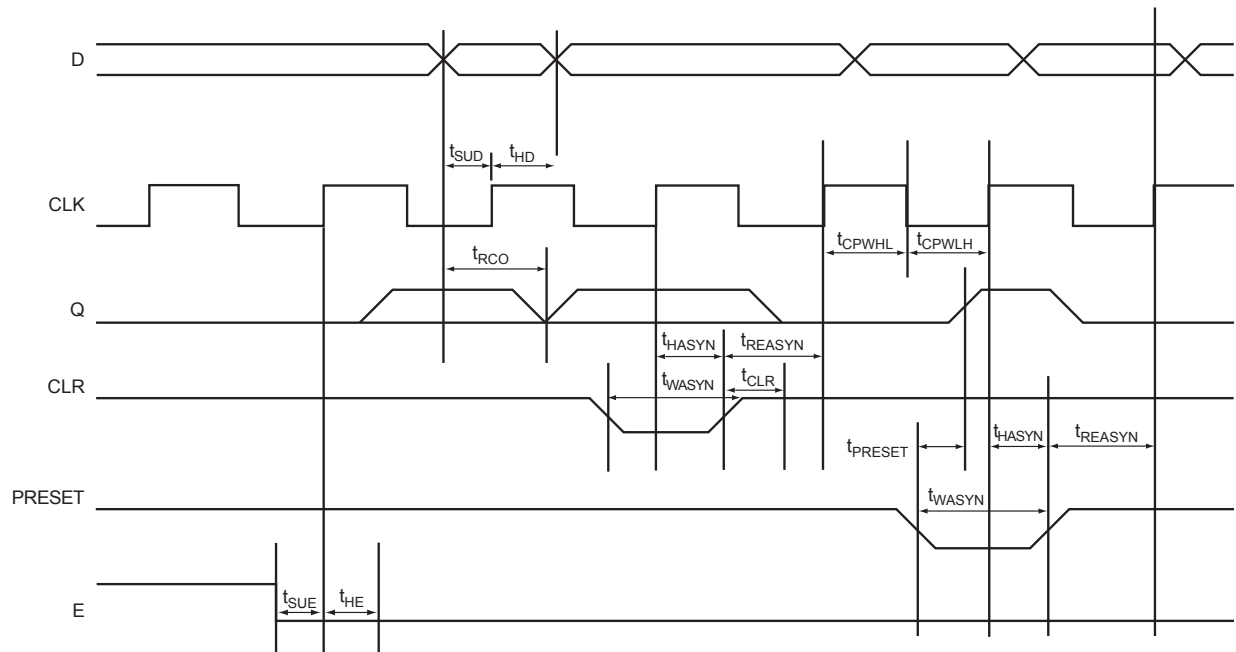 D
tSUD tHD
CLK
tCPWHL tCPWLH
tRCO
Q
tHASYN tREASYN
CLR
tWASYN tCLR
tPRESET tHASYN tREASYN
PRESET
tWASYN
E
tSUE tHE